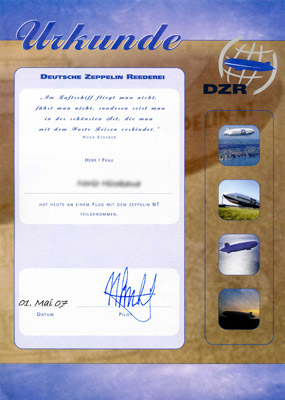 Urkunde
DZR
DEUTSCHE ZEPPELIN REEDEREI
„Im Luftschiff fliegt man nicht,
fährt man nicht, sondern reist man
in der schönsten Art, die man
mit dem Worte Reisen verbindet."
HUGO ECKENER
HERR / FRAU
HAT HEUTE AN EINEM FLUG MIT DEM ZEPPELIN NT
TEILGENOMMEN.
01. Mai 07
DATUM PILOT